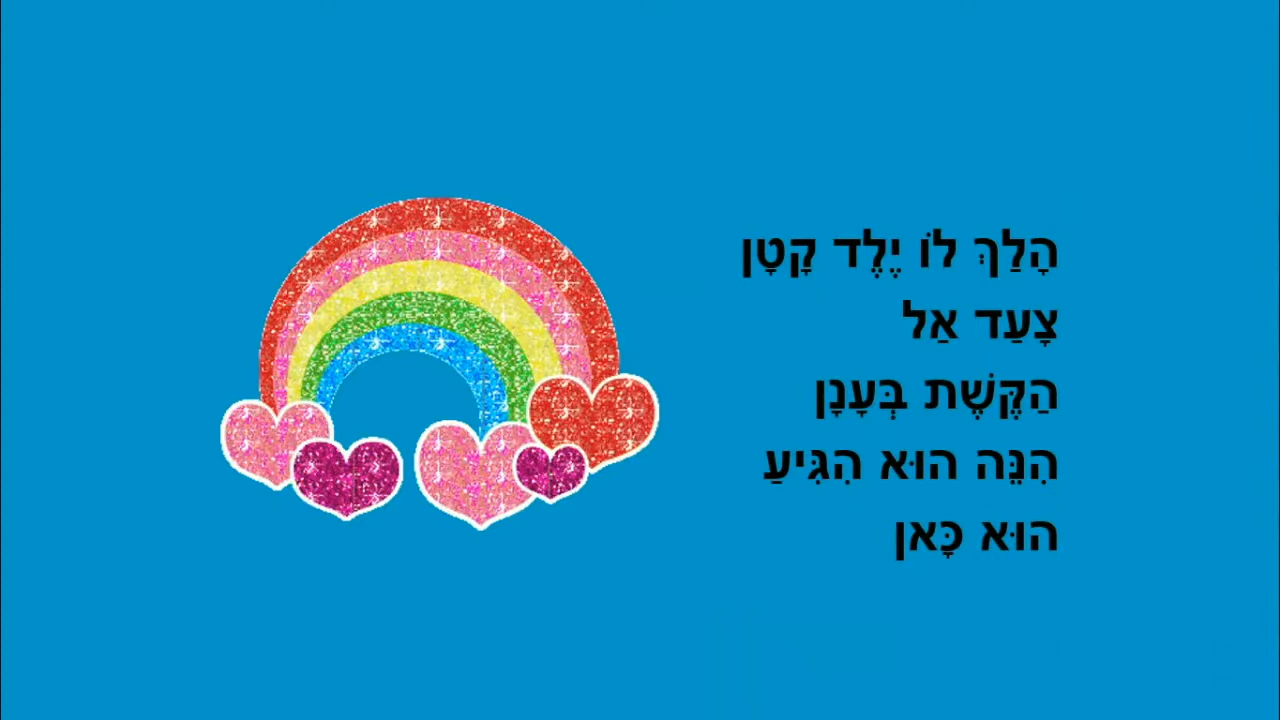 הָלַךְ לוֹ יֶלֶד קָטָן
צָעַד אַל
הַקֶּשֶׁת בְּעָנָן
הִנֵּה הוּא הִגִּיעַ
הוּא כָּאן